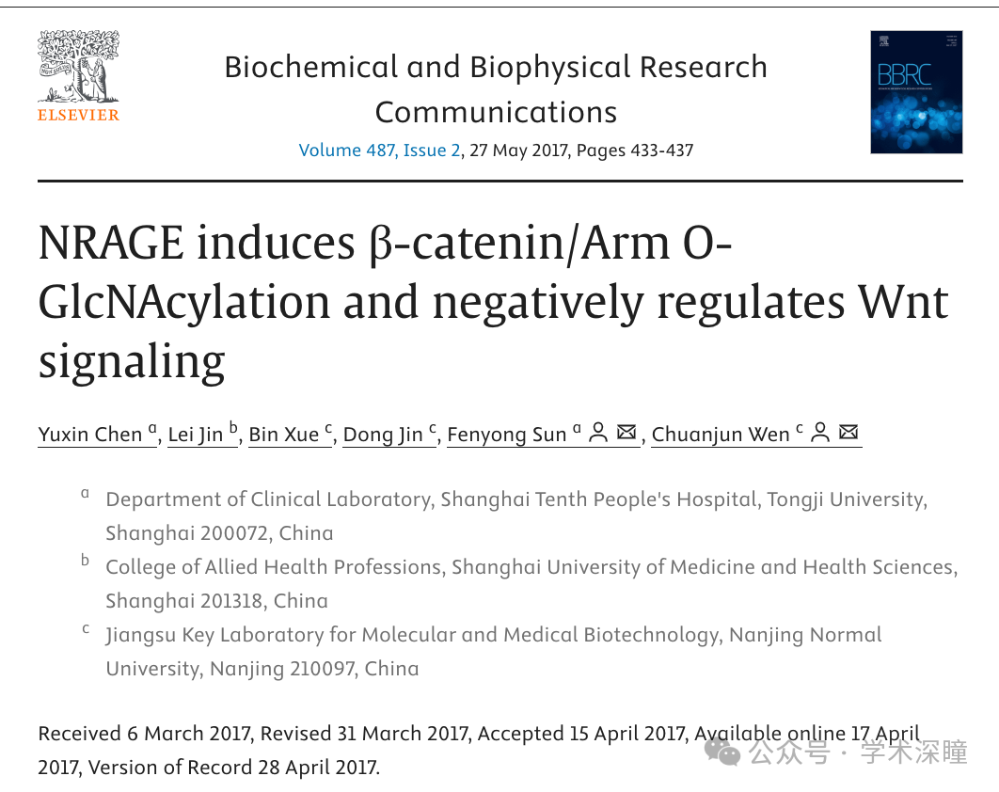 ELSEVIER
Biochemical and Biophysical Research
Communications
Volume 487, Issue 2, 27 May 2017, Pages 433-437
BBRC
NRAGE induces β-catenin/Arm O-
GlcNAcylation and negatively regulates Wnt
signaling
Yuxin Chen a, Lei Jin b, Bin Xue c, Dong Jin c, Fenyong Sun a, Chuanjun Wen c
a Department of Clinical Laboratory, Shanghai Tenth People's Hospital, Tongji University,
Shanghai 200072, China
b College of Allied Health Professions, Shanghai University of Medicine and Health Sciences,
Shanghai 201318, China
c Jiangsu Key Laboratory for Molecular and Medical Biotechnology, Nanjing Normal
University, Nanjing 210097, China
Received 6 March 2017, Revised 31 March 2017, Accepted 15 April 2017, Available online 17 April
2017, Version of Record 28 April 2017.
公众号 · 学术深瞳